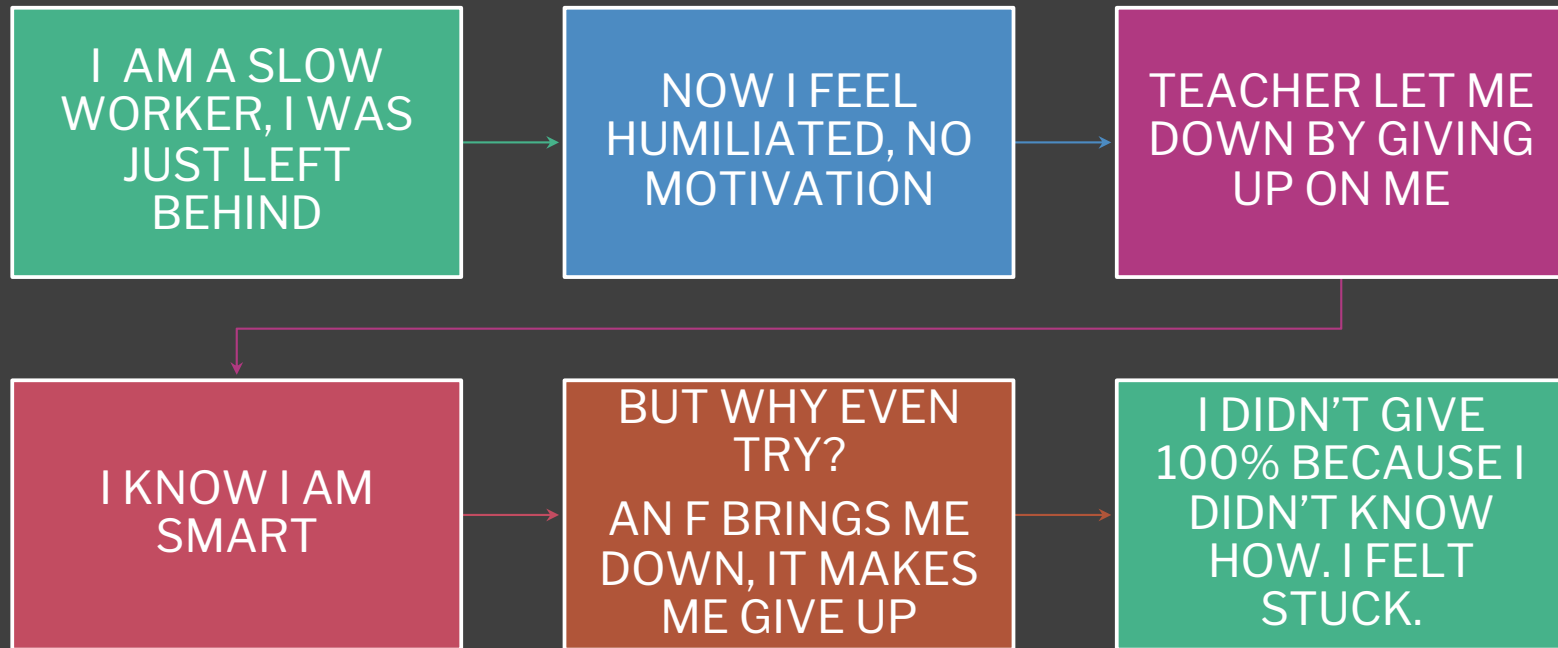 I AM A SLOW
WORKER, I WAS
JUST LEFT
BEHIND
NOW I FEEL
HUMILIATED, NO
MOTIVATION
TEACHER LET ME
DOWN BY GIVING
UP ON ME
I KNOW I AM
SMART
BUT WHY EVEN
TRY?
AN F BRINGS ME
DOWN, IT MAKES
ME GIVE UP
I DIDN’T GIVE
100% BECAUSE I
DIDN’T KNOW
HOW. I FELT
STUCK.